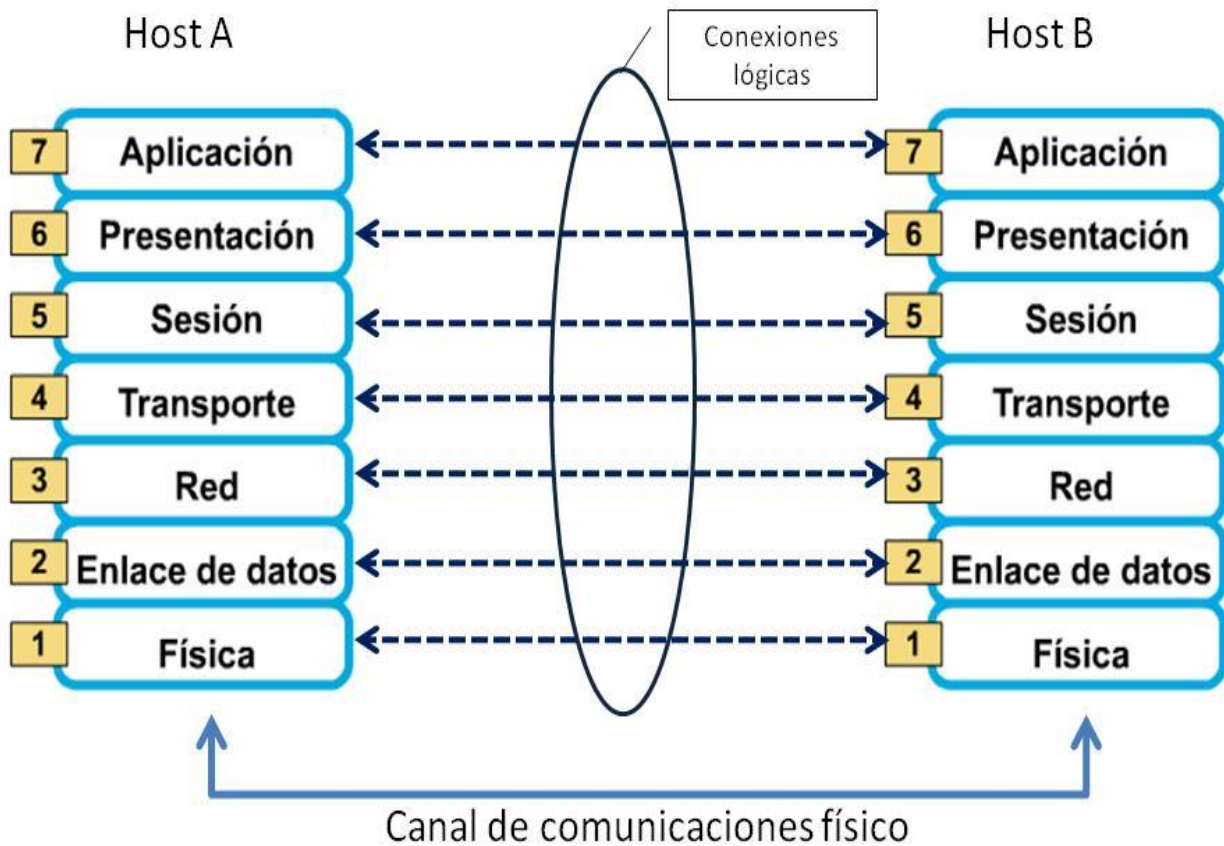 Host A
Conexiones
lógicas
Host B
7 Aplicación
7 Aplicación
6 Presentación
6 Presentación
5 Sesión
5 Sesión
4 Transporte
4 Transporte
3 Red
3 Red
2 Enlace de datos
2 Enlace de datos
1 Física
1 Física
Canal de comunicaciones físico